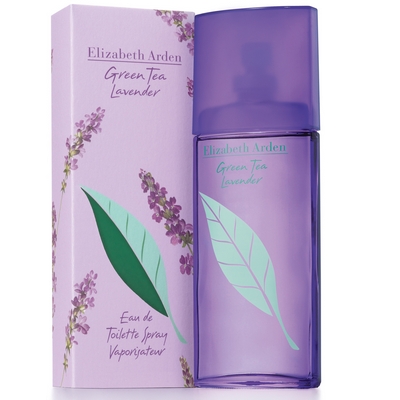 Elizabeth Arden
Green Tea
Lavender
Eau de
Toilette Spray
Vaporisateur
Elizabeth Arden
Green Tea
Lavender